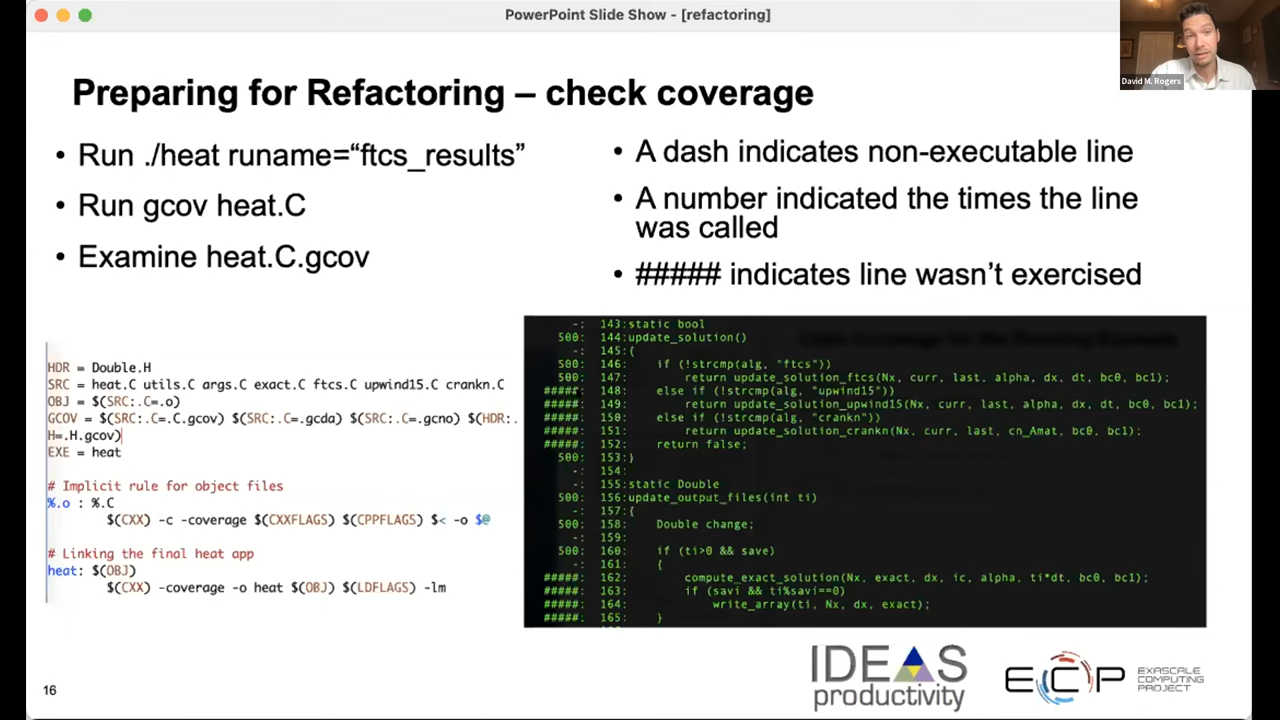 PowerPoint Slide Show - [refactoring]
David M. Rogers
Preparing for Refactoring – check coverage
• Run ./heat runame=“ftcs_results”
• Run gcov heat.C
• Examine heat.C.gcov
• A dash indicates non-executable line
• A number indicated the times the line
was called
• ##### indicates line wasn’t exercised
HDR = Double.H
SRC = heat.C utils.C args.C exact.C ftcs.C upwind15.C crankn.C
OBJ = $(SRC:.C=.o)
GCOV = $(SRC:.C=.C.gcov) $(SRC:.C=.gcda) $(SRC:.C=.gcno) $(HDR:.
H=.H.gcov)
EXE = heat
# Implicit rule for object files
%.o : %.C
$(CXX) -c -coverage $(CXXFLAGS) $(CPPFLAGS) $< -o $@
# Linking the final heat app
heat: $(OBJ)
$(CXX) -coverage -o heat $(OBJ) $(LDFLAGS) -lm
-: 143:static bool
500: 144:update_solution()
-: 145:{
500: 146: if (!strcmp(alg, "ftcs"))
500: 147: return update_solution_ftcs(Nx, curr, last, alpha, dx, dt, bc0, bc1);
#####: 148: else if (!strcmp(alg, "upwind15"))
#####: 149: return update_solution_upwind15(Nx, curr, last, alpha, dx, dt, bc0, bc1);
#####: 150: else if (!strcmp(alg, "crankn"))
#####: 151: return update_solution_crankn(Nx, curr, last, cn_Amat, bc0, bc1);
#####: 152: return false;
500: 153:}
-: 154:
-: 155:static Double
500: 156:update_output_files(int ti)
-: 157:{
500: 158: Double change;
-: 159:
500: 160: if (ti>0 && save)
-: 161: {
#####: 162: compute_exact_solution(Nx, exact, dx, ic, alpha, ti*dt, bc0, bc1);
#####: 163: if (savi && ti%savi==0)
#####: 164: write_array(ti, Nx, dx, exact);
#####: 165: }
16
IDEAS
productivity
ECP
EXASCALE
COMPUTING
PROJECT